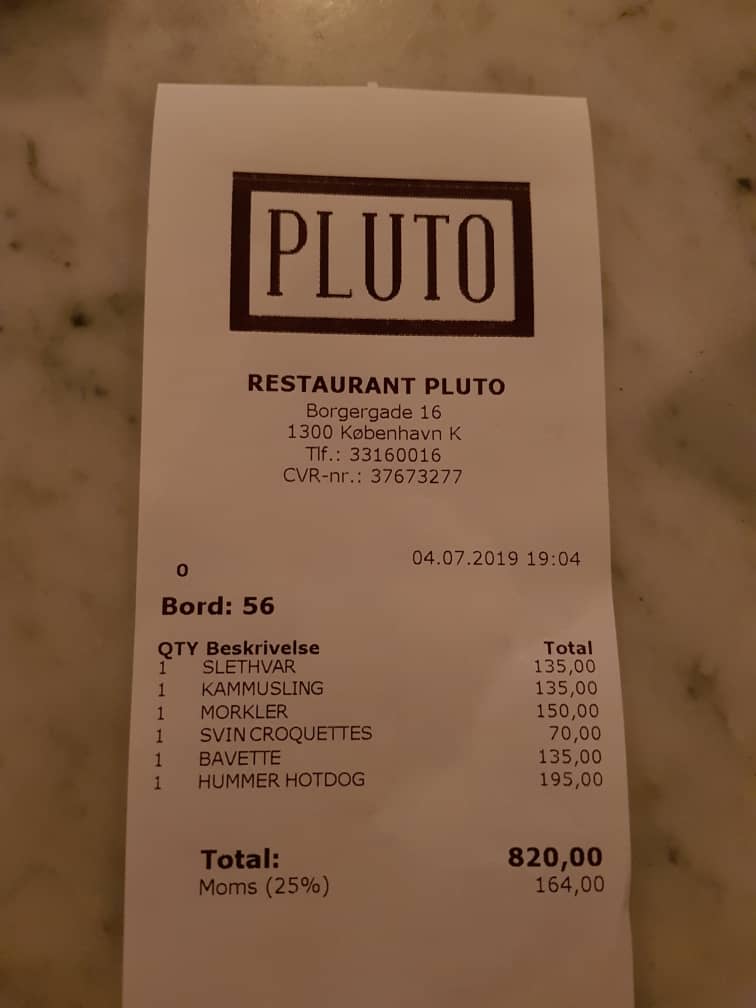 PLUTO
RESTAURANT PLUTO
Borgergade 16
1300 København K
Tlf.: 33160016
CVR-nr.: 37673277
04.07.2019 19:04
0
Bord: 56
QTY Beskrivelse Total
1 SLETHVAR 135,00
1 KAMMUSLING 135,00
1 MORKLER 150,00
1 SVIN CROQUETTES 70,00
1 BAVETTE 135,00
1 HUMMER HOTDOG 195,00
Total: 820,00
Moms (25%) 164,00